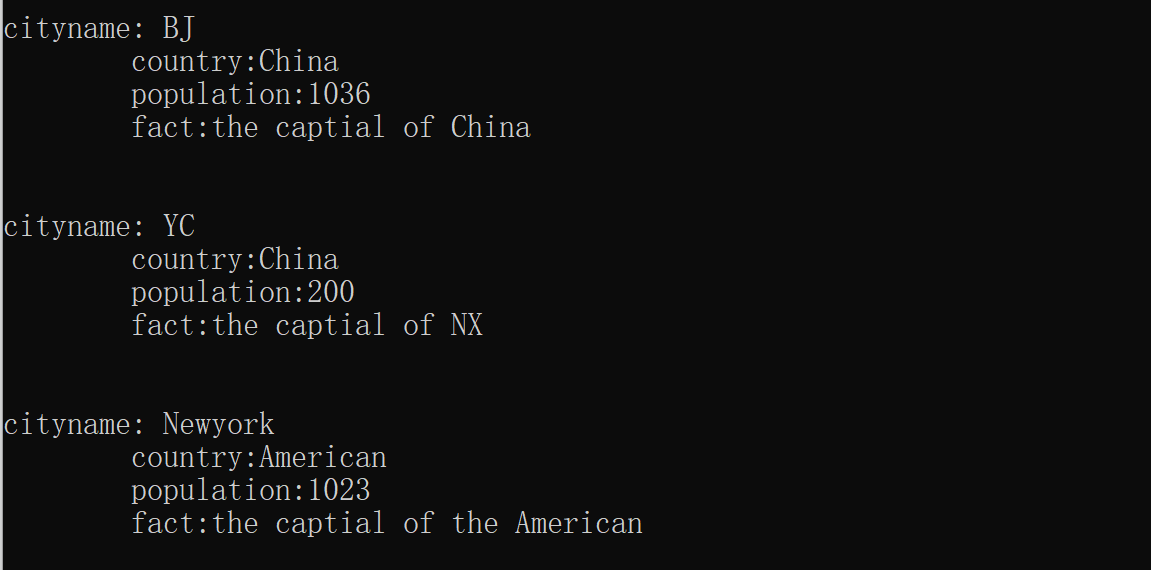 cityname: BJ
country:China
population:1036
fact:the captial of China
cityname: YC
country:China
population:200
fact:the captial of NX
cityname: Newyork
country:American
population:1023
fact:the captial of the American